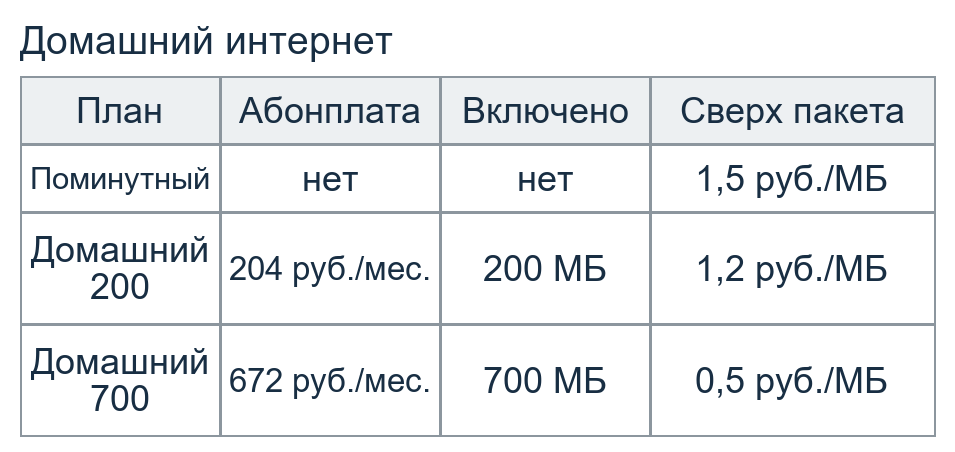 Домашний интернет
План Абонплата Включено Сверх пакета
Поминутный нет нет 1,5 руб./МБ
Домашний
200 204 руб./мес. 200 МБ 1,2 руб./МБ
Домашний
700 672 руб./мес. 700 МБ 0,5 руб./МБ